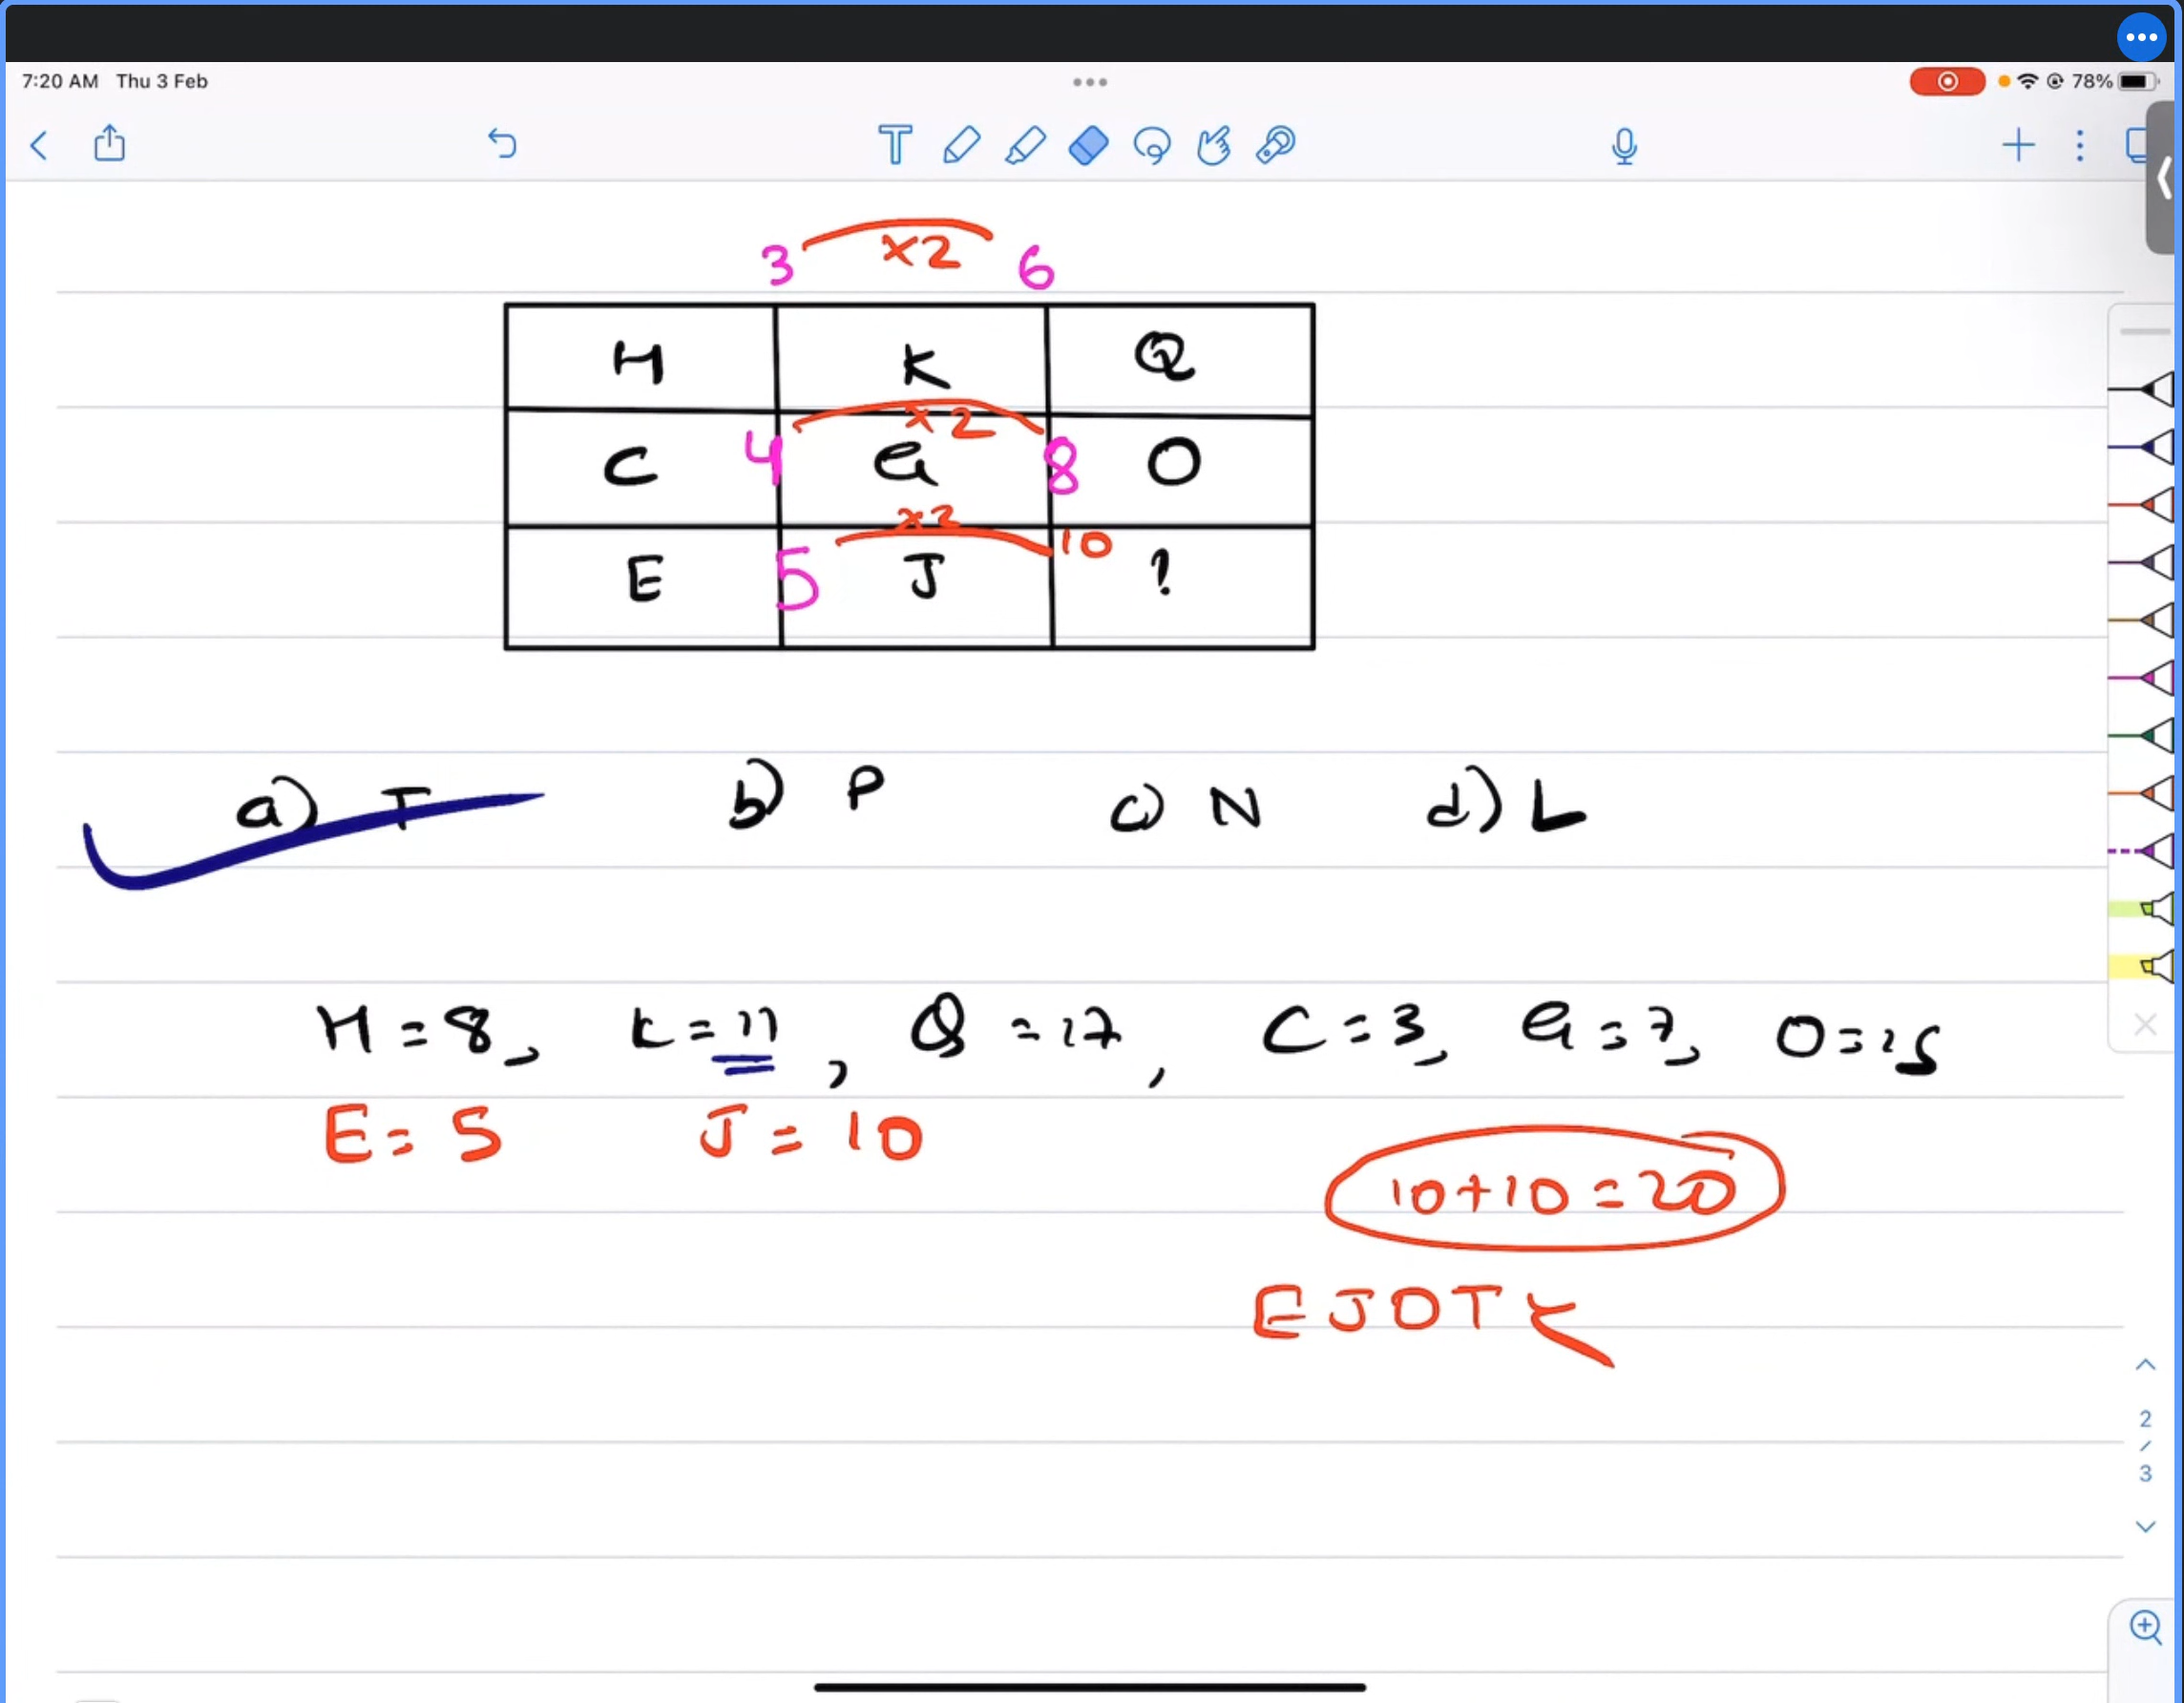 7:20 AM Thu 3 Feb
78%
T
3 ×2 6
H K Q
×2
C 4 G 8 O
×2
E 5 J 10 ?
a) T b) P c) N d) L
H = 8, K = 11, Q = 17, C = 3, G = 7, O = 15
E = 5 J = 10
10 + 10 = 20
E J O T Y
2
/
3